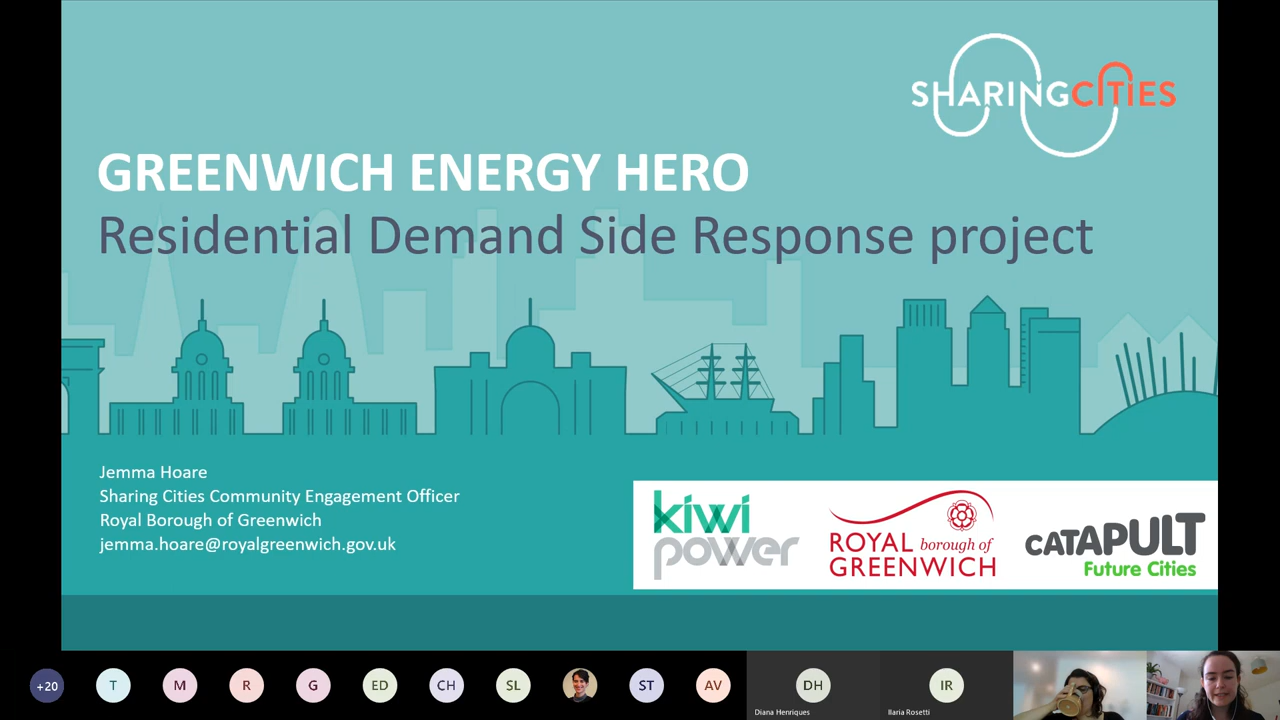 SHARINGCITIES
GREENWICH ENERGY HERO
Residential Demand Side Response project
Jemma Hoare
Sharing Cities Community Engagement Officer
Royal Borough of Greenwich
jemma.hoare@royalgreenwich.gov.uk
kiwi
power
ROYAL borough of
GREENWICH
CATAPULT
Future Cities
+20 T M R G ED CH SL ST AV DH IR
Diana Henriques Ilaria Rosetti